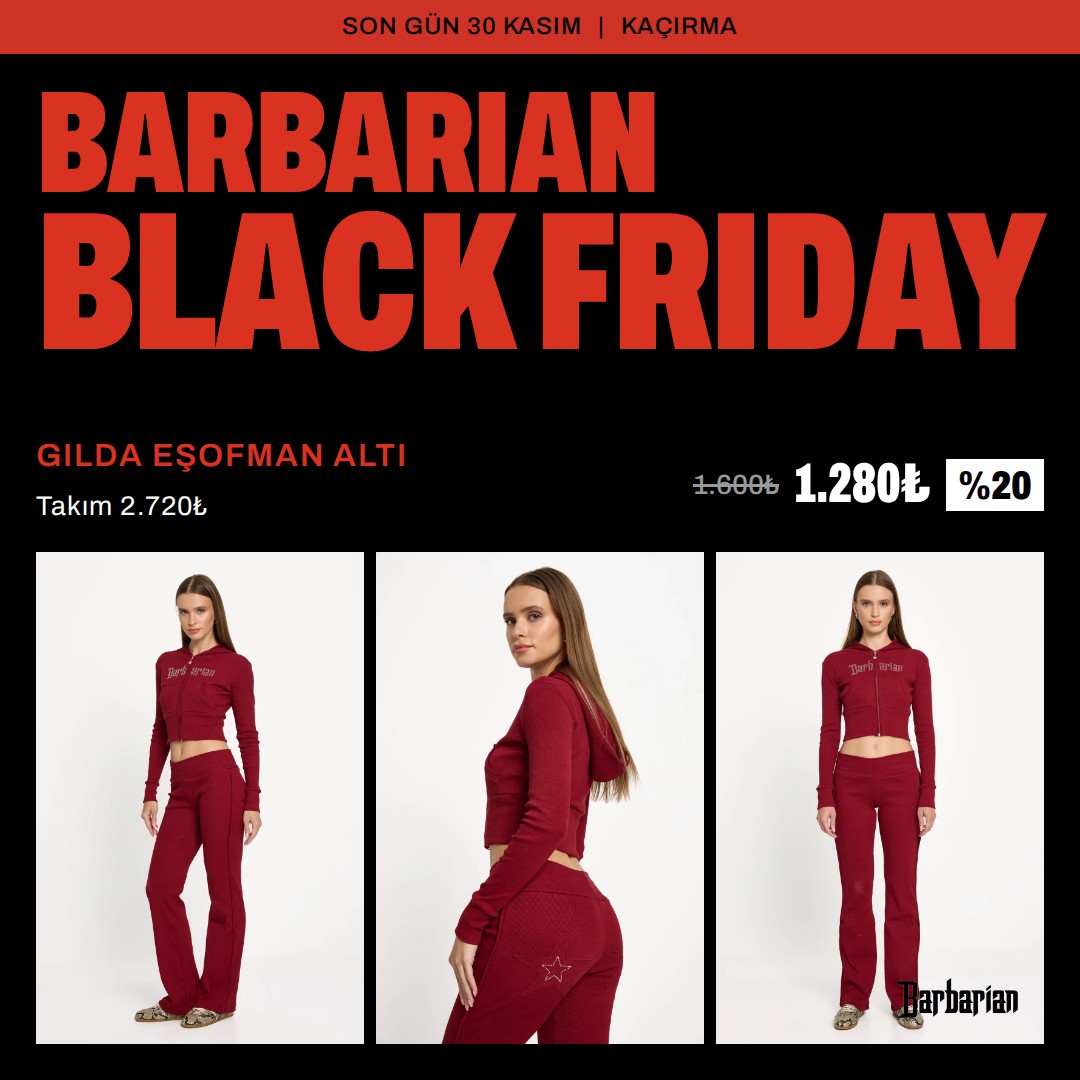 SON GÜN 30 KASIM | KAÇIRMA
BARBARIAN
BLACK FRIDAY
GILDA EŞOFMAN ALTI
Takım 2.720₺
1.600₺ 1.280₺ %20
Barbarian
Barbarian
Barbarian